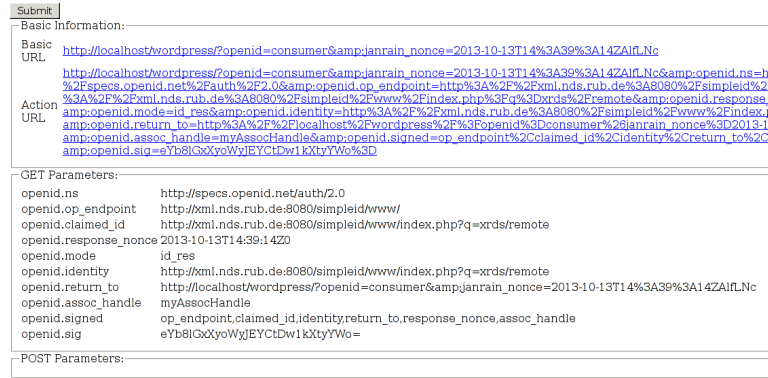 Submit
Basic Information:
Basic URL http://localhost/wordpress/?openid=consumer&amp;janrain_nonce=2013-10-13T14%3A39%3A14ZAlfLNc
Action URL http://localhost/wordpress/?openid=consumer&amp;janrain_nonce=2013-10-13T14%3A39%3A14ZAlfLNc&amp;openid.ns=h
%2Fspecs.openid.net%2Fauth%2F2.0&amp;openid.op_endpoint=http%3A%2F%2Fxml.nds.rub.de%3A8080%2Fsimpleid%2
%3A%2F%2Fxml.nds.rub.de%3A8080%2Fsimpleid%2Fwww%2Findex.php%3Fq%3Dxrds%2Fremote&amp;openid.response_
amp;openid.mode=id_res&amp;openid.identity=http%3A%2F%2Fxml.nds.rub.de%3A8080%2Fsimpleid%2Fwww%2Findex.p
amp;openid.return_to=http%3A%2F%2Flocalhost%2Fwordpress%2F%3Fopenid%3Dconsumer%26janrain_nonce%3D2013-1
amp;openid.assoc_handle=myAssocHandle&amp;openid.signed=op_endpoint%2Cclaimed_id%2Cidentity%2Creturn_to%2C
amp;openid.sig=eYb8lGxXyoWyJEYCtDw1kXtyYWo%3D
GET Parameters:
openid.ns http://specs.openid.net/auth/2.0
openid.op_endpoint http://xml.nds.rub.de:8080/simpleid/www/
openid.claimed_id http://xml.nds.rub.de:8080/simpleid/www/index.php?q=xrds/remote
openid.response_nonce 2013-10-13T14:39:14Z0
openid.mode id_res
openid.identity http://xml.nds.rub.de:8080/simpleid/www/index.php?q=xrds/remote
openid.return_to http://localhost/wordpress/?openid=consumer&amp;janrain_nonce=2013-10-13T14%3A39%3A14ZAlfLNc
openid.assoc_handle myAssocHandle
openid.signed op_endpoint,claimed_id,identity,return_to,response_nonce,assoc_handle
openid.sig eYb8lGxXyoWyJEYCtDw1kXtyYWo=
POST Parameters: